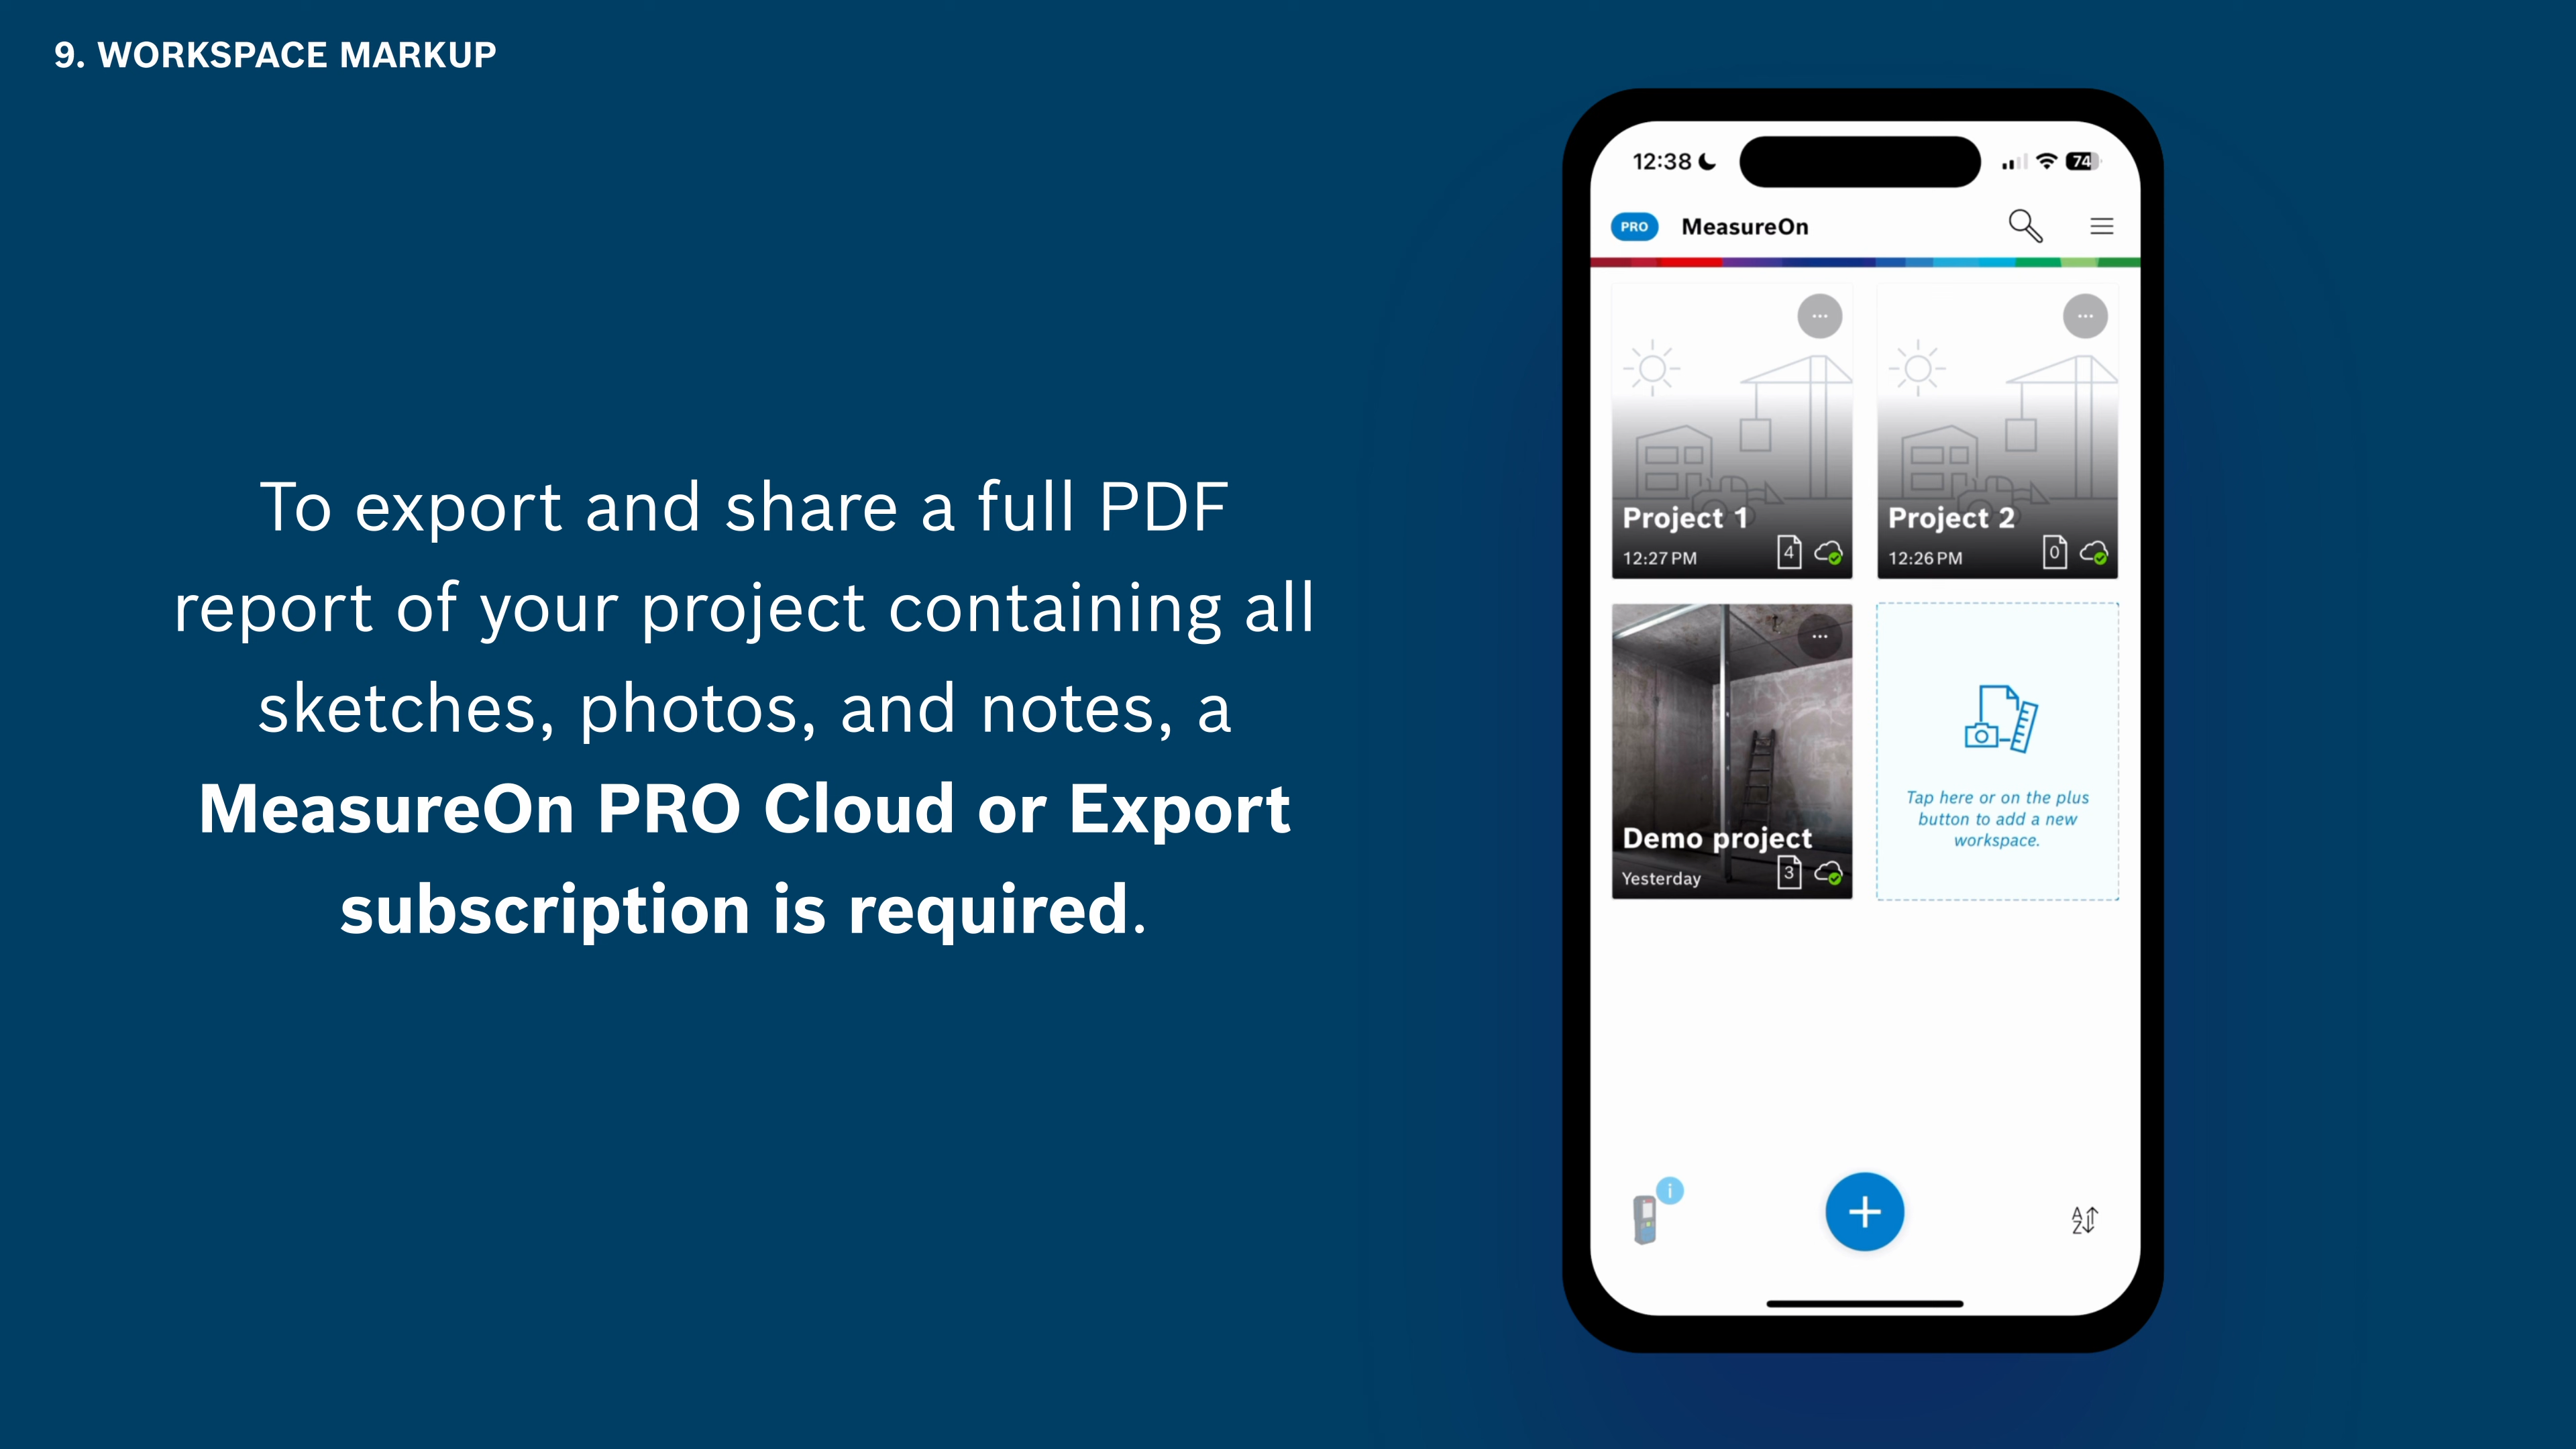 9. WORKSPACE MARKUP
To export and share a full PDF
report of your project containing all
sketches, photos, and notes, a
MeasureOn PRO Cloud or Export
subscription is required.
12:38
74
PRO
MeasureOn
Project 1
12:27 PM
4
Project 2
12:26 PM
0
Demo project
Yesterday
3
Tap here or on the plus
button to add a new
workspace.
i
A
Z